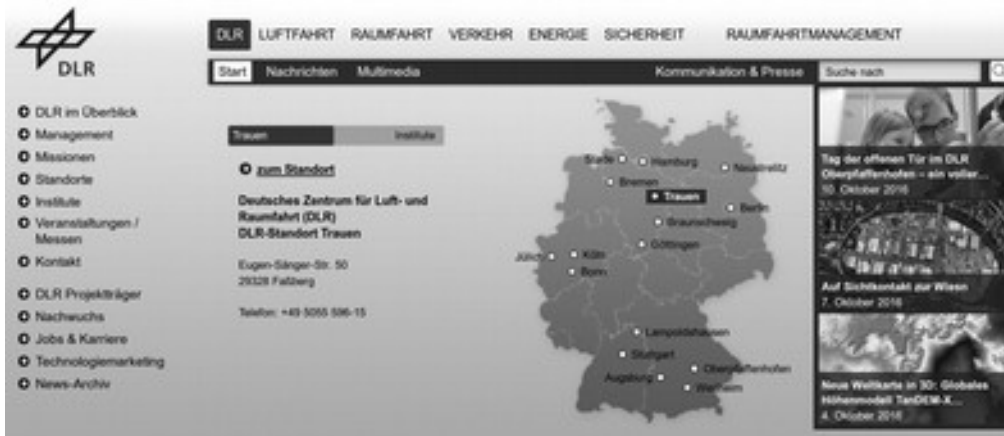 DLR
DLR LUFTFAHRT RAUMFAHRT VERKEHR ENERGIE SICHERHEIT RAUMFAHRTMANAGEMENT
Start Nachrichten Multimedia Kommunikation & Presse Suche nach
DLR im Überblick
Management
Missionen
Standorte
Institute
Veranstaltungen /
Messen
Kontakt
DLR Projektträger
Nachwuchs
Jobs & Karriere
Technologiemarketing
News-Archiv
Trauen Institute
zum Standort
Deutsches Zentrum für Luft- und
Raumfahrt (DLR)
DLR-Standort Trauen
Eugen-Sänger-Str. 50
29328 Faßberg
Telefon: +49 5055 596-15
Stade Hamburg Neustrelitz
Bremen
Trauen
Berlin
Braunschweig
Göttingen
Jülich Köln
Bonn
Lampoldshausen
Stuttgart
Oberpfaffenhofen
Augsburg
Weilheim
Tag der offenen Tür im DLR
Oberpfaffenhofen – ein voller...
10. Oktober 2016
Auf Sichtkontakt zur Wiesn
7. Oktober 2016
Neue Weltkarte in 3D: Globales
Höhenmodell TanDEM-X...
4. Oktober 2016